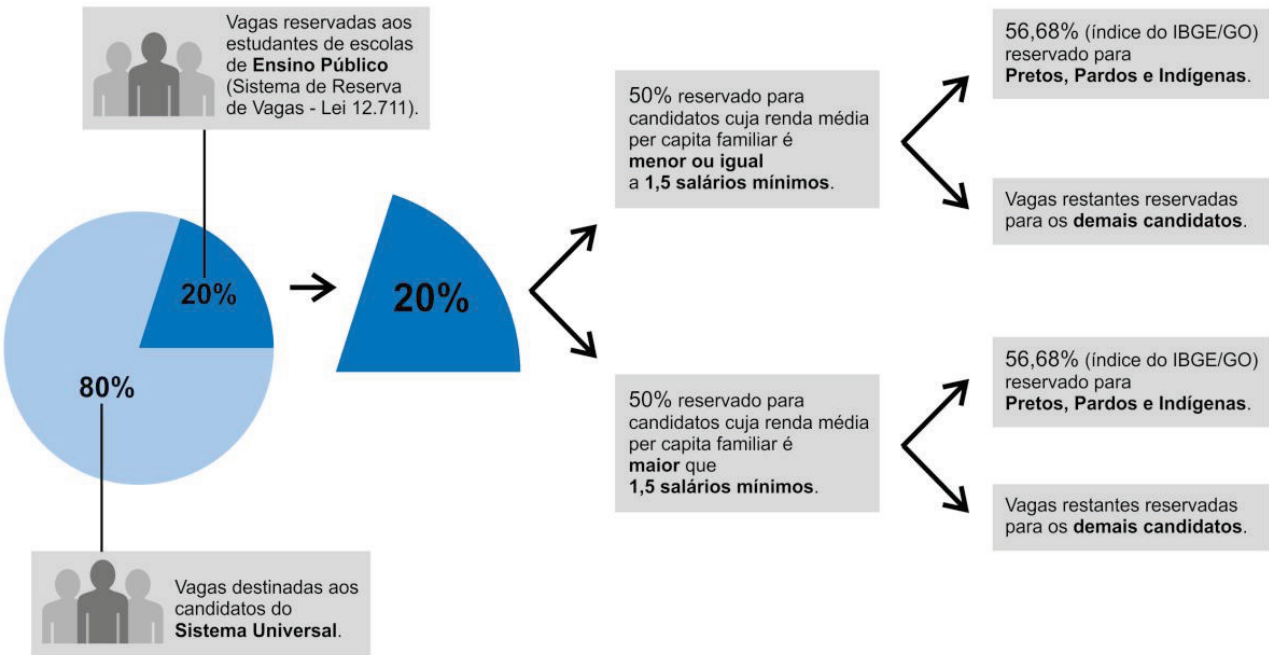 Vagas reservadas aos
estudantes de escolas
de Ensino Público
(Sistema de Reserva
de Vagas - Lei 12.711).
20%
80%
Vagas destinadas aos
candidatos do
Sistema Universal.
20%
50% reservado para
candidatos cuja renda média
per capita familiar é
menor ou igual
a 1,5 salários mínimos.
56,68% (índice do IBGE/GO)
reservado para
Pretos, Pardos e Indígenas.
Vagas restantes reservadas
para os demais candidatos.
50% reservado para
candidatos cuja renda média
per capita familiar é
maior que
1,5 salários mínimos.
56,68% (índice do IBGE/GO)
reservado para
Pretos, Pardos e Indígenas.
Vagas restantes reservadas
para os demais candidatos.